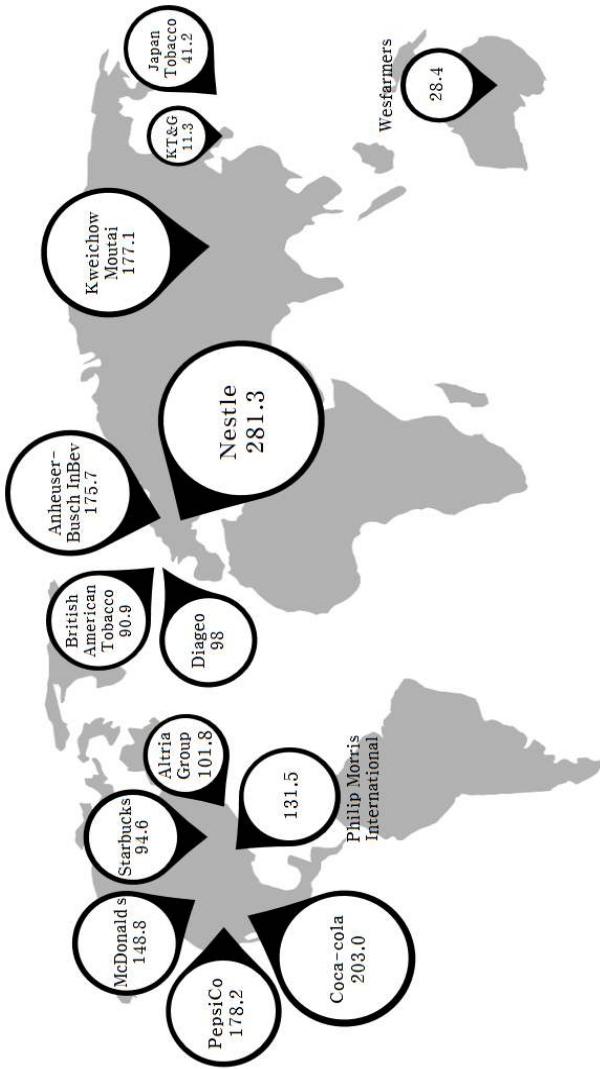 Japan
Tobacco
41.2
KT&G
11.3
Wesfarmers
28.4
Kweichow
Moutai
177.1
Nestle
281.3
Anheuser-
Busch InBev
175.7
British
American
Tobacco
90.9
Diageo
98
Altria
Group
101.8
Starbucks
94.6
131.5
Philip Morris
International
McDonald s
148.8
PepsiCo
178.2
Coca-cola
203.0